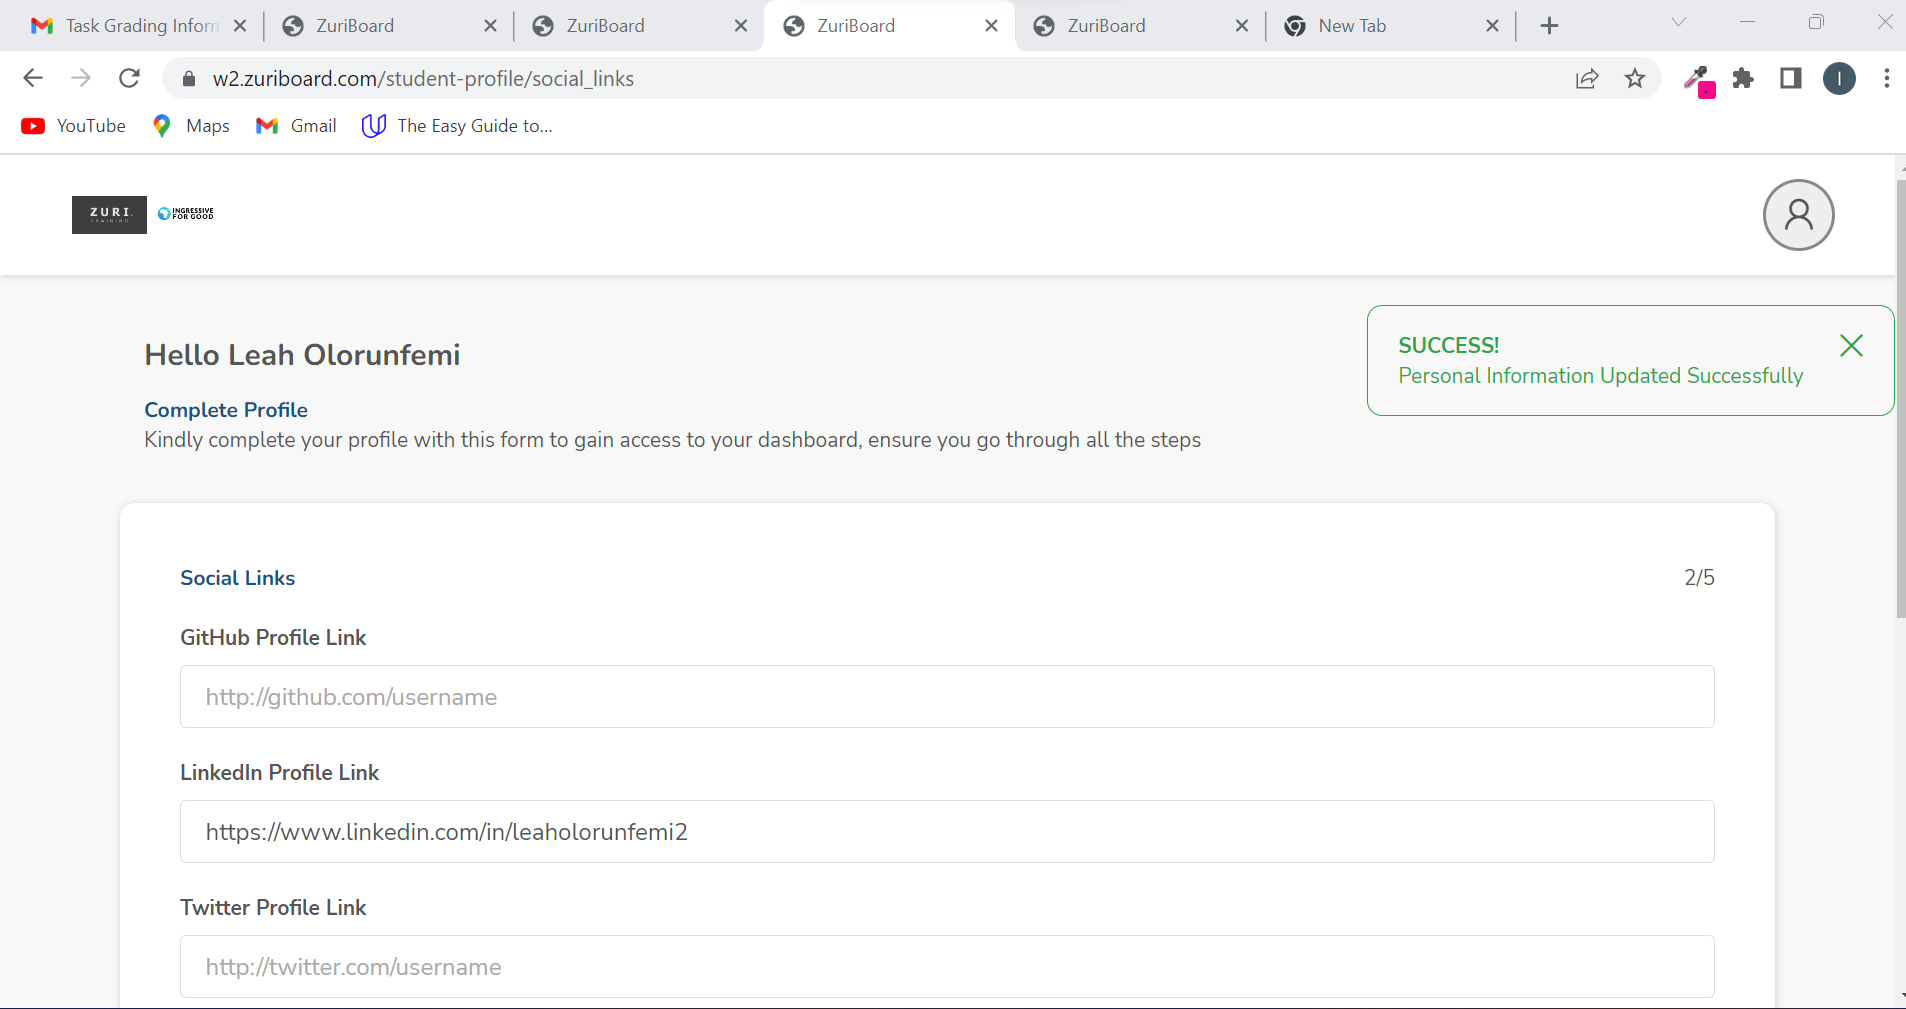 Task Grading Inform
ZuriBoard
ZuriBoard
ZuriBoard
ZuriBoard
New Tab
w2.zuriboard.com/student-profile/social_links
I
YouTube
Maps
Gmail
The Easy Guide to...
ZURI.
TRAINING
INGRESSIVE
FOR GOOD
Hello Leah Olorunfemi
SUCCESS!
Personal Information Updated Successfully
Complete Profile
Kindly complete your profile with this form to gain access to your dashboard, ensure you go through all the steps
Social Links
2/5
GitHub Profile Link
http://github.com/username
LinkedIn Profile Link
https://www.linkedin.com/in/leaholorunfemi2
Twitter Profile Link
http://twitter.com/username